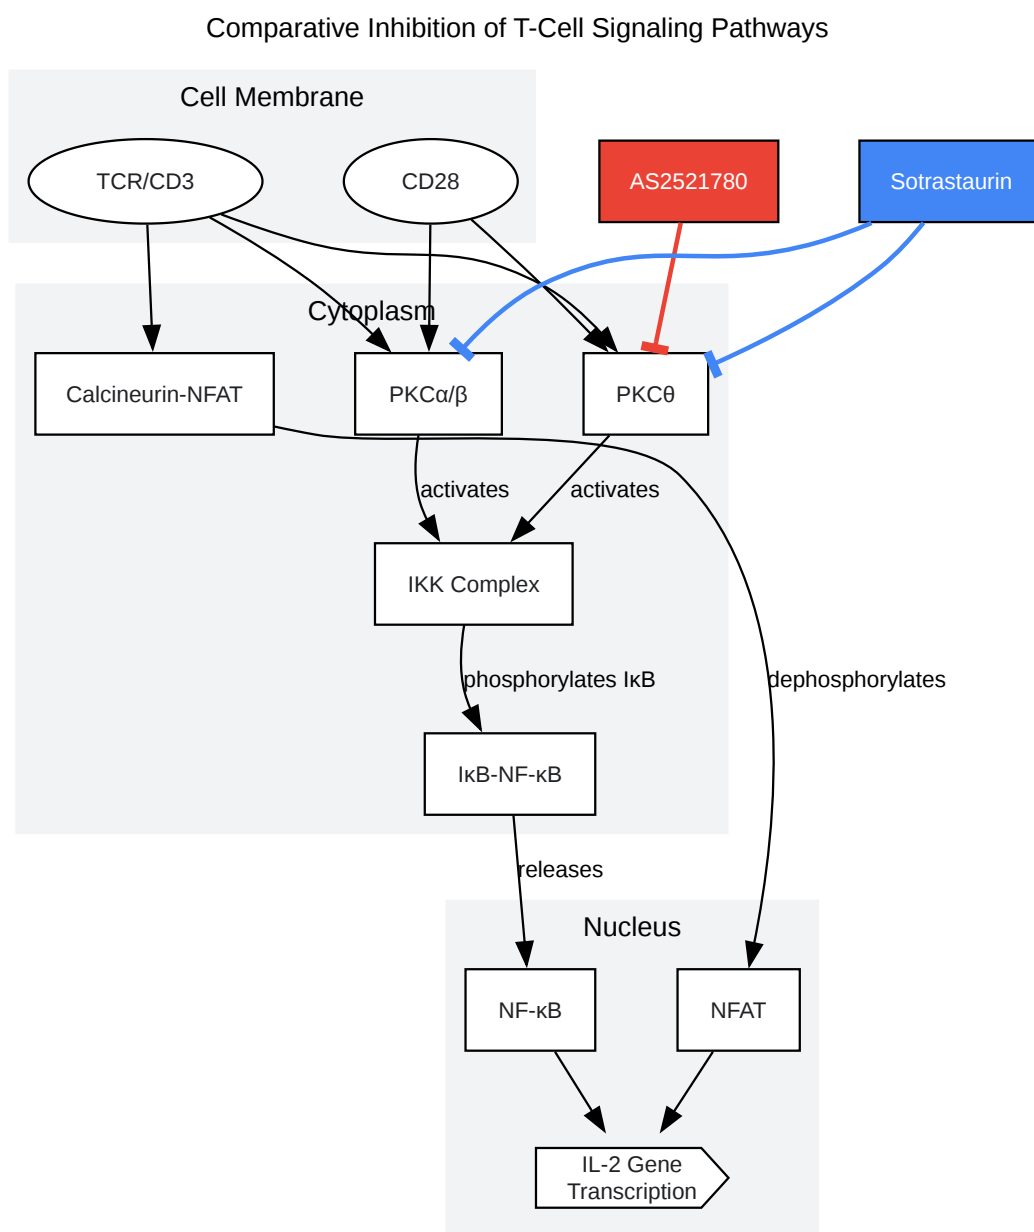 Comparative Inhibition of T-Cell Signaling Pathways
Cell Membrane
TCR/CD3
CD28
AS2521780
Sotrastaurin
Cytoplasm
Calcineurin-NFAT
PKCα/β
PKCθ
activates
activates
IKK Complex
phosphorylates IκB
dephosphorylates
IκB-NF-κB
releases
Nucleus
NF-κB
NFAT
IL-2 Gene
Transcription